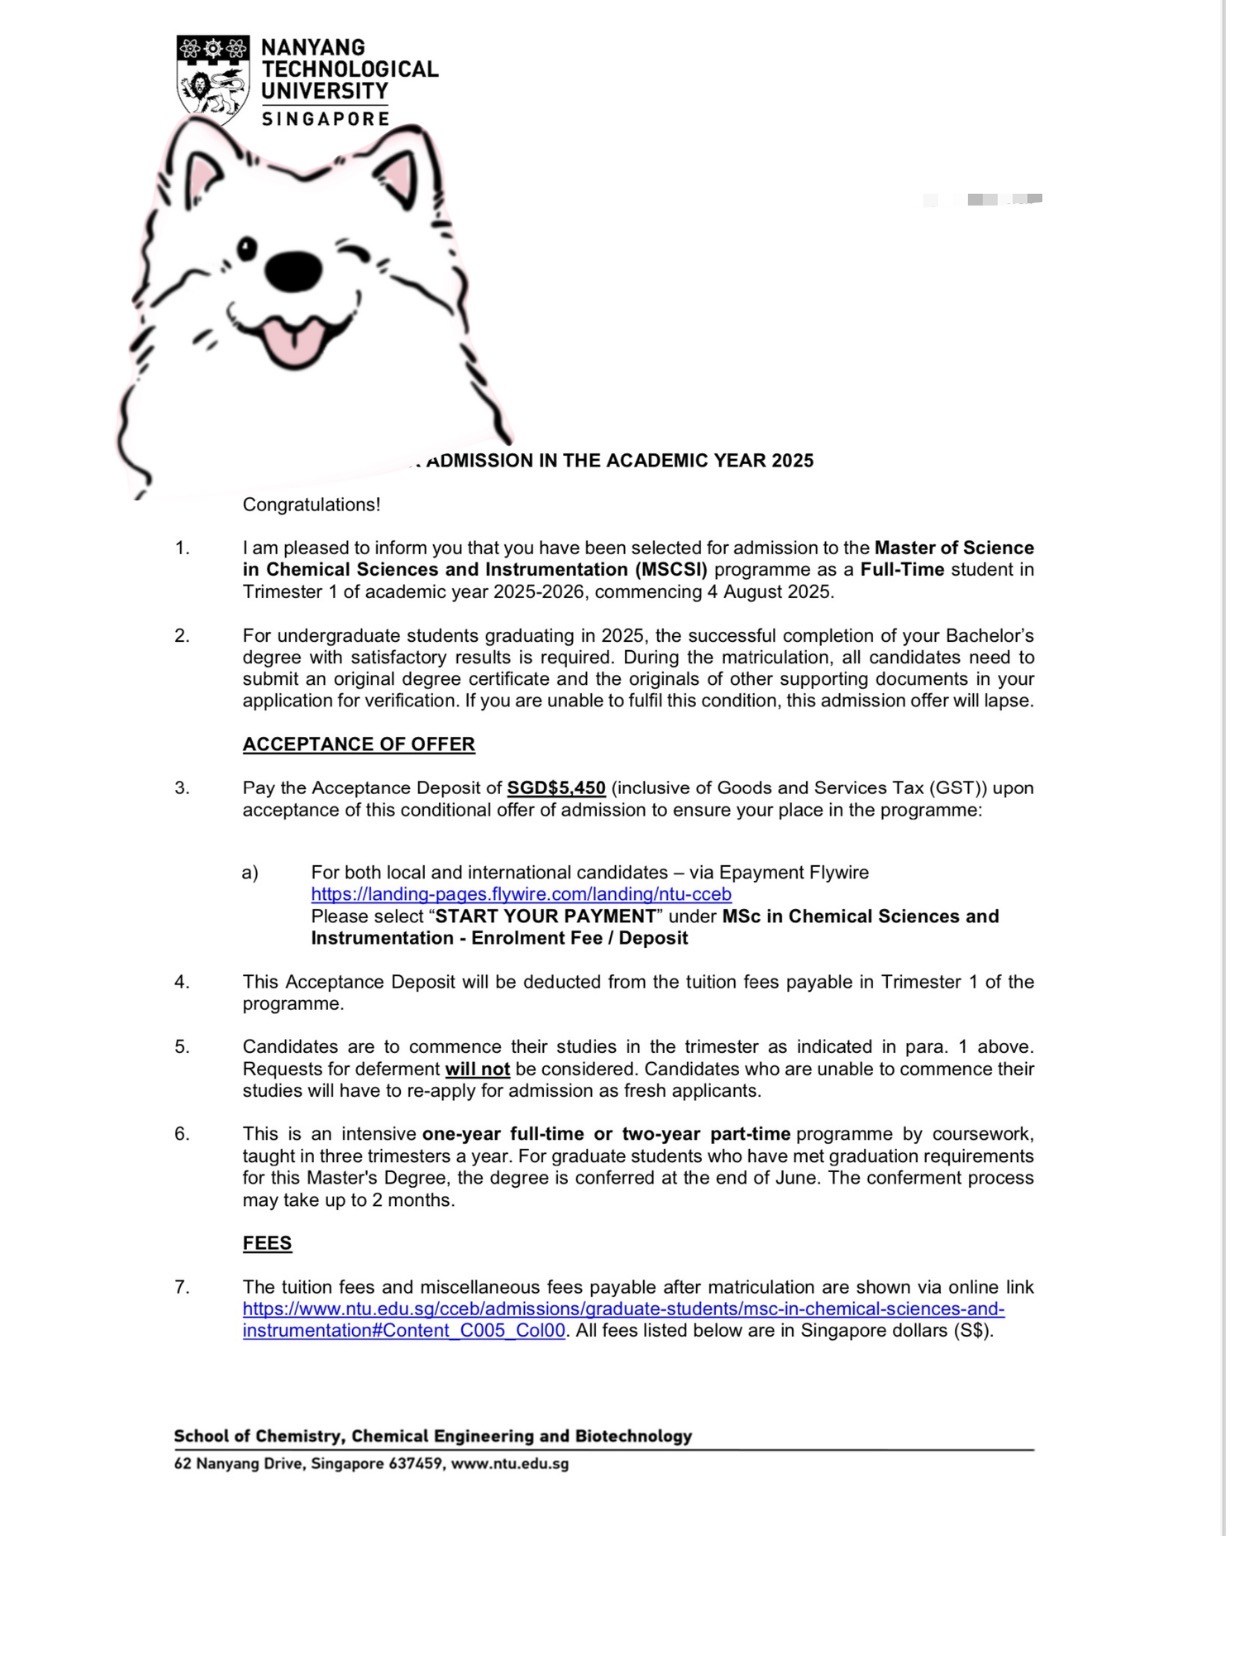 NANYANG
TECHNOLOGICAL
UNIVERSITY
SINGAPORE
ADMISSION IN THE ACADEMIC YEAR 2025
Congratulations!
1. I am pleased to inform you that you have been selected for admission to the Master of Science
in Chemical Sciences and Instrumentation (MSCSI) programme as a Full-Time student in
Trimester 1 of academic year 2025-2026, commencing 4 August 2025.
2. For undergraduate students graduating in 2025, the successful completion of your Bachelor’s
degree with satisfactory results is required. During the matriculation, all candidates need to
submit an original degree certificate and the originals of other supporting documents in your
application for verification. If you are unable to fulfil this condition, this admission offer will lapse.
ACCEPTANCE OF OFFER
3. Pay the Acceptance Deposit of SGD$5,450 (inclusive of Goods and Services Tax (GST)) upon
acceptance of this conditional offer of admission to ensure your place in the programme:
a) For both local and international candidates – via Epayment Flywire
https://landing-pages.flywire.com/landing/ntu-cceb
Please select “START YOUR PAYMENT” under MSc in Chemical Sciences and
Instrumentation - Enrolment Fee / Deposit
4. This Acceptance Deposit will be deducted from the tuition fees payable in Trimester 1 of the
programme.
5. Candidates are to commence their studies in the trimester as indicated in para. 1 above.
Requests for deferment will not be considered. Candidates who are unable to commence their
studies will have to re-apply for admission as fresh applicants.
6. This is an intensive one-year full-time or two-year part-time programme by coursework,
taught in three trimesters a year. For graduate students who have met graduation requirements
for this Master's Degree, the degree is conferred at the end of June. The conferment process
may take up to 2 months.
FEES
7. The tuition fees and miscellaneous fees payable after matriculation are shown via online link
https://www.ntu.edu.sg/cceb/admissions/graduate-students/msc-in-chemical-sciences-and-
instrumentation#Content_C005_Col00. All fees listed below are in Singapore dollars (S$).
School of Chemistry, Chemical Engineering and Biotechnology
62 Nanyang Drive, Singapore 637459, www.ntu.edu.sg